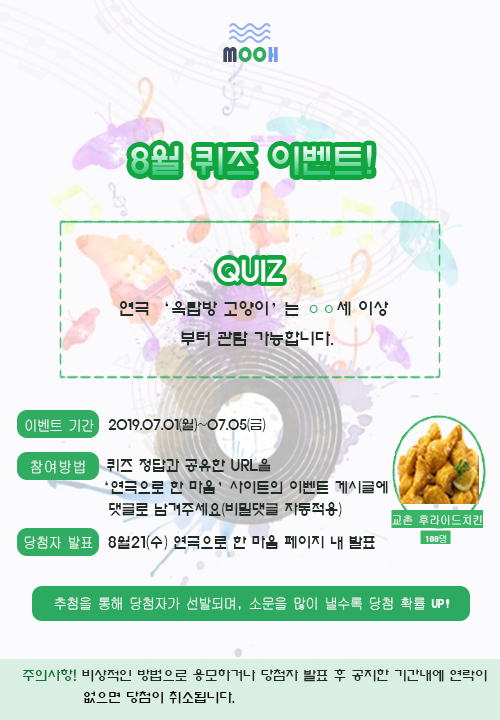 MOOH
8월 퀴즈 이벤트!
QUIZ
연극 '옥탑방 고양이' 는 ㅇㅇ세 이상
부터 관람 가능합니다.
이벤트 기간 2019.07.01(월)~07.05(금)
참여방법 퀴즈 정답과 공유한 URL을
'연극으로 한 마음' 사이트의 이벤트 게시글에
댓글로 남겨주세요(비밀댓글 자동적용)
교촌 후라이드치킨
100명
당첨자 발표 8월21(수) 연극으로 한 마음 페이지 내 발표
추첨을 통해 당첨자가 선발되며, 소문을 많이 낼수록 당첨 확률 UP!
주의사항! 비상적인 방법으로 응모하거나 당첨자 발표 후 공지한 기간내에 연락이
없으면 당첨이 취소됩니다.